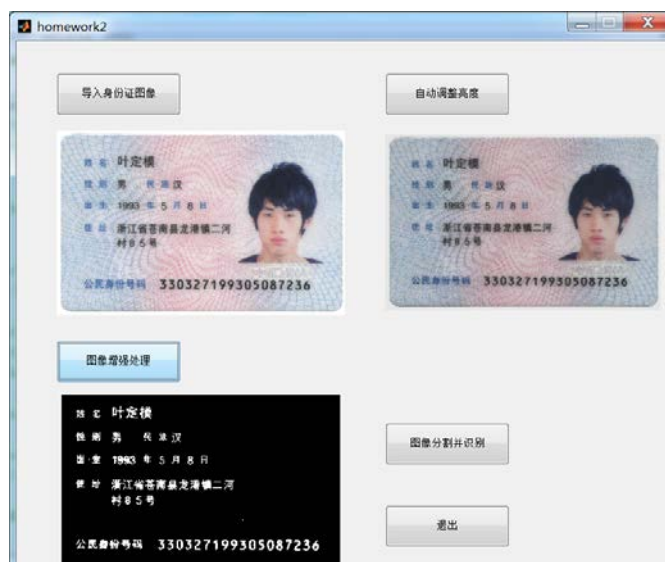 homework2
导入身份证图像
自动调整亮度
姓 名 叶定模
性 别 男 民 族 汉
出 生 1993 年 5 月 8 日
住 址 浙江省苍南县龙港镇二河
村85号
公民身份号码 330327199305087236
姓 名 叶定模
性 别 男 民 族 汉
出 生 1993 年 5 月 8 日
住 址 浙江省苍南县龙港镇二河
村85号
公民身份号码 330327199305087236
图像增强处理
姓 名 叶定模
性 别 男 民 族 汉
出 生 1993 年 5 月 8 日
住 址 浙江省苍南县龙港镇二河
村85号
公民身份号码 330327199305087236
图像分割并识别
退出